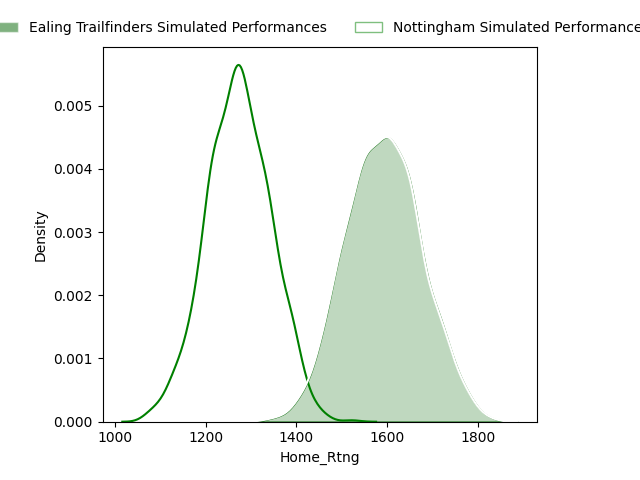 Ealing Trailfinders Simulated Performances
Nottingham Simulated Performance
0.005
0.004
0.003
0.002
0.001
0.000
Density
1000 1200 1400 1600 1800
Home_Rtng